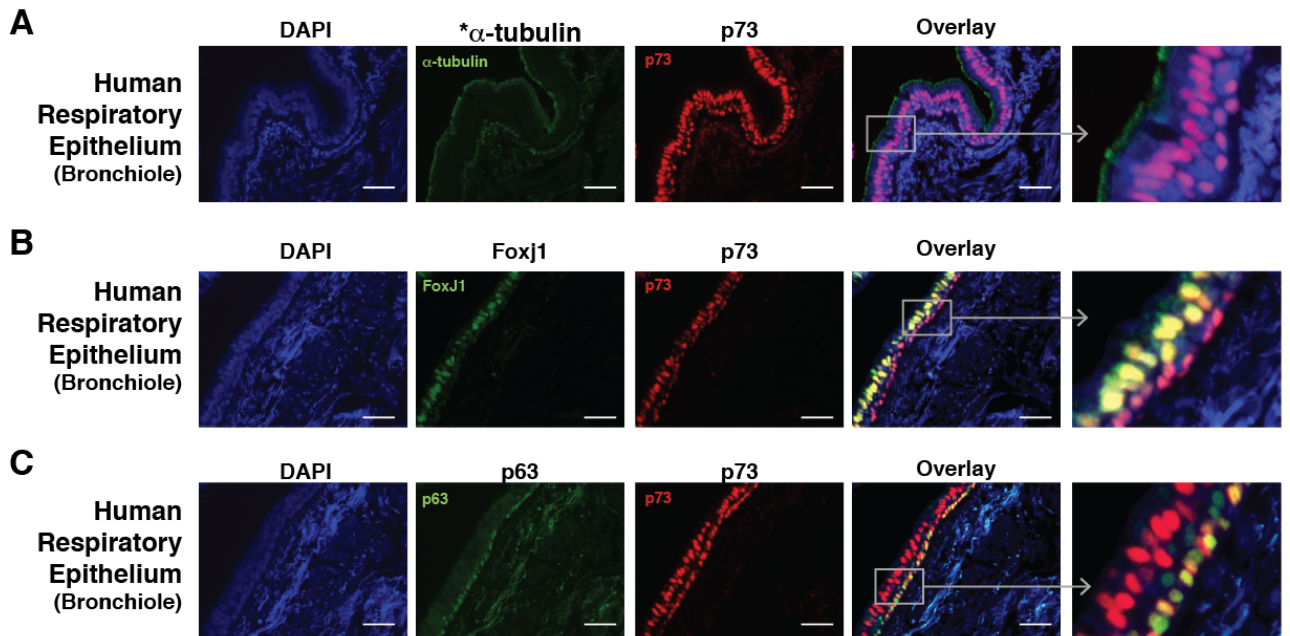 A
DAPI
*α-tubulin
p73
Overlay
Human
Respiratory
Epithelium
(Bronchiole)
α-tubulin
p73
B
DAPI
Foxj1
p73
Overlay
Human
Respiratory
Epithelium
(Bronchiole)
FoxJ1
p73
C
DAPI
p63
p73
Overlay
Human
Respiratory
Epithelium
(Bronchiole)
p63
p73